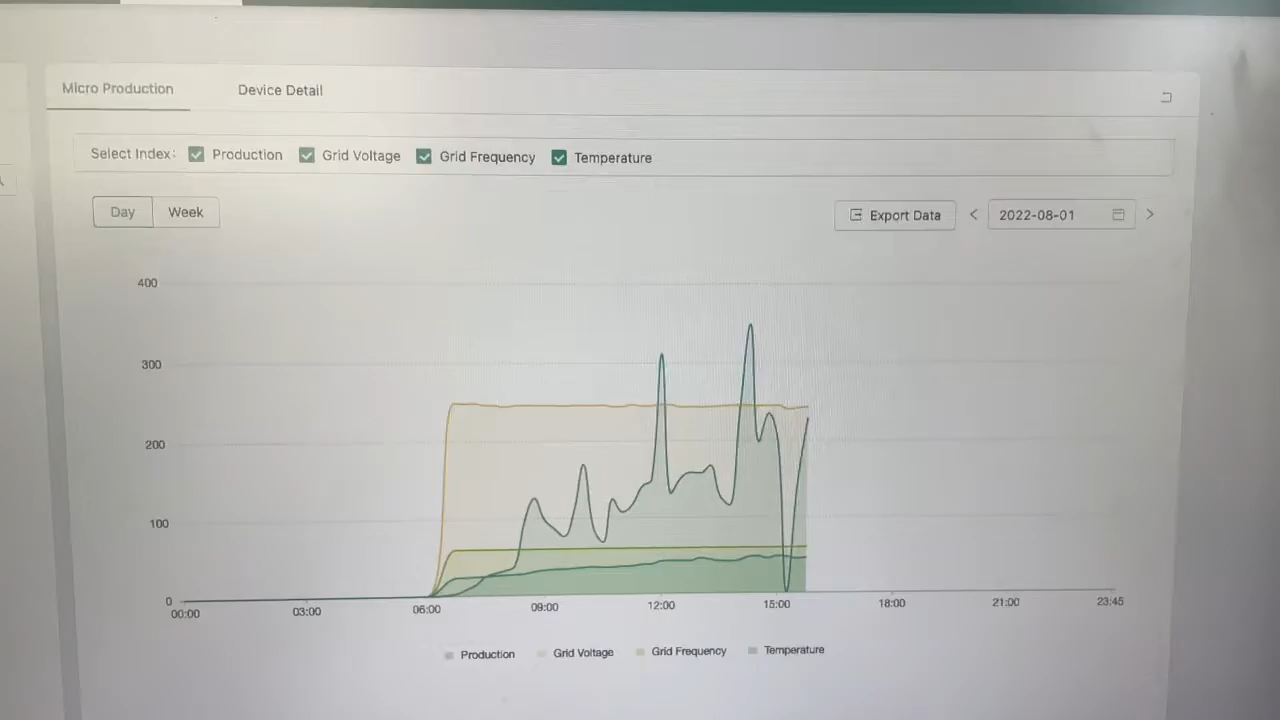 Micro Production Device Detail
Select Index: Production Grid Voltage Grid Frequency Temperature
Day Week Export Data < 2022-08-01 >
400
300
200
100
0
00:00 03:00 06:00 09:00 12:00 15:00 18:00 21:00 23:45
Production Grid Voltage Grid Frequency Temperature